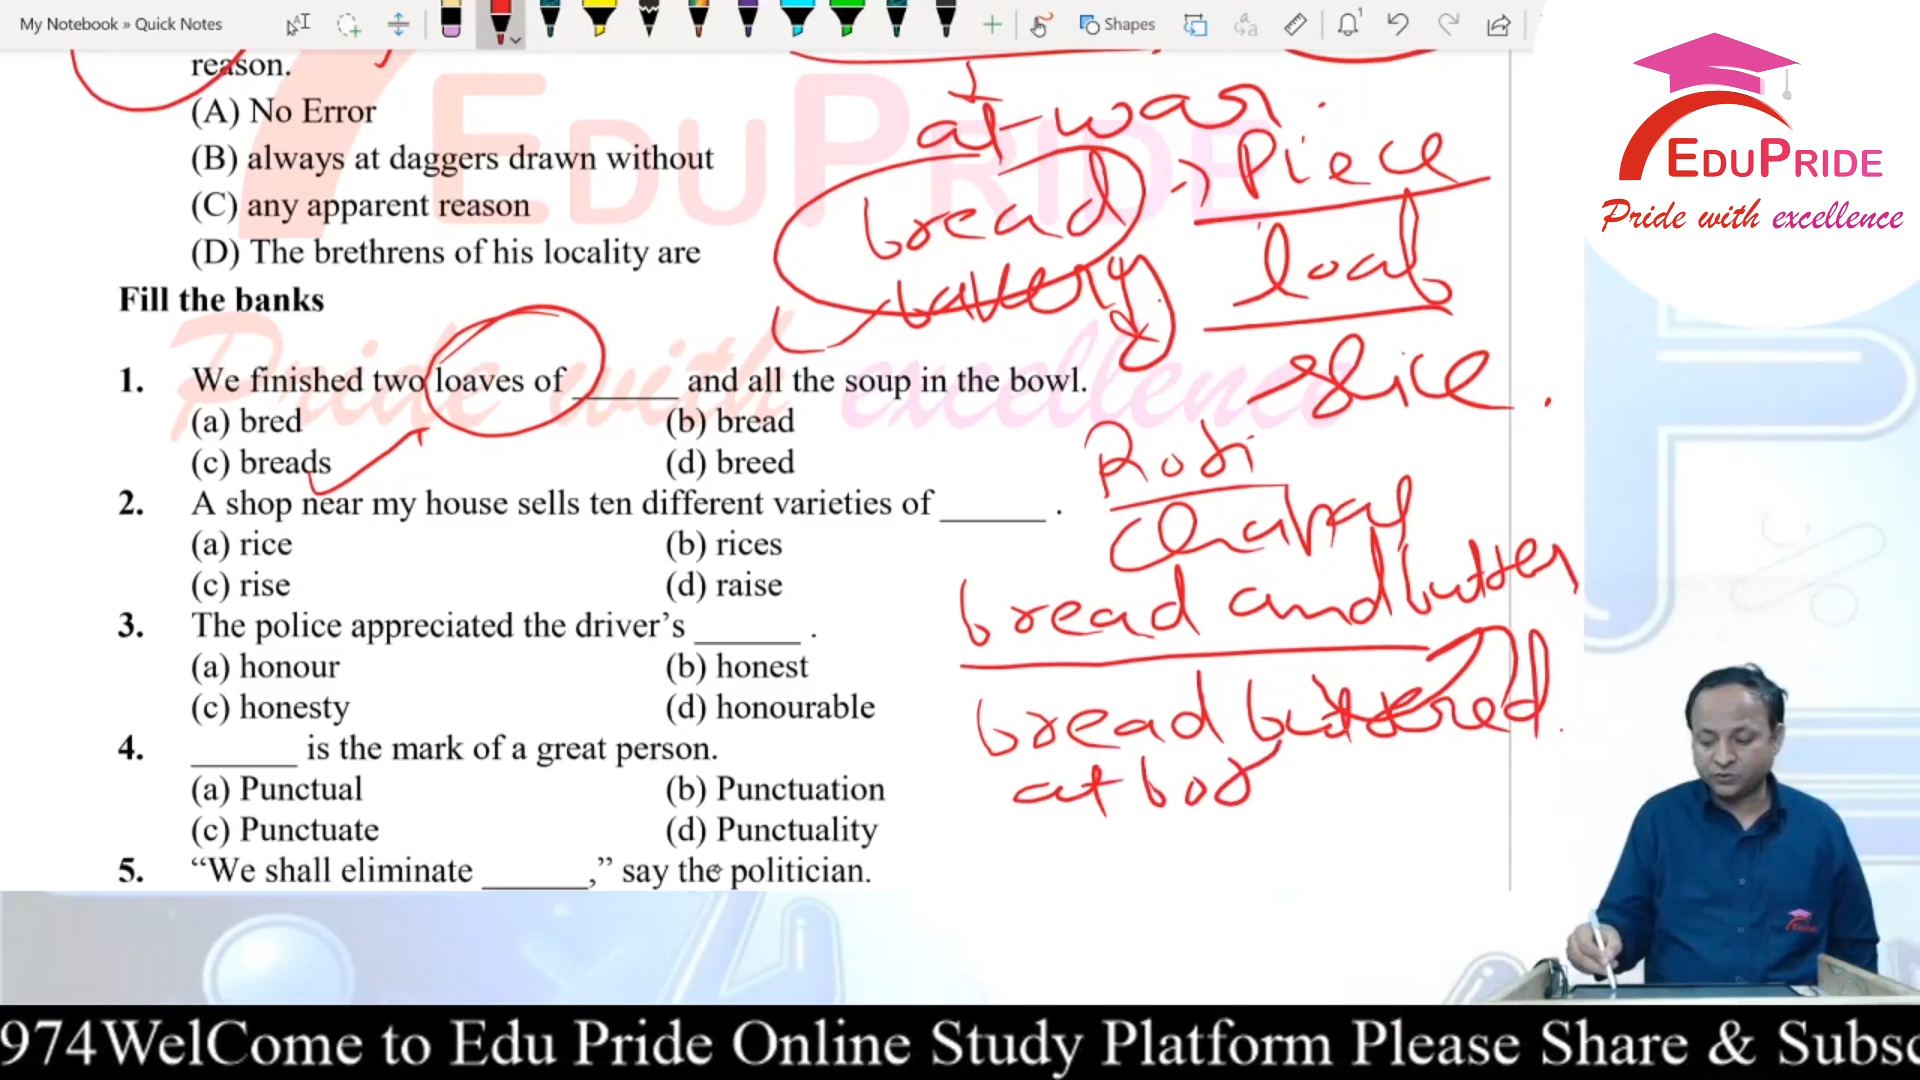 My Notebook » Quick Notes
Shapes
reason.
(A) No Error
(B) always at daggers drawn without
(C) any apparent reason
(D) The brethrens of his locality are
Fill the banks
1. We finished two loaves of ______ and all the soup in the bowl.
(a) bred (b) bread
(c) breads (d) breed
2. A shop near my house sells ten different varieties of ______ .
(a) rice (b) rices
(c) rise (d) raise
3. The police appreciated the driver’s ______ .
(a) honour (b) honest
(c) honesty (d) honourable
4. ______ is the mark of a great person.
(a) Punctual (b) Punctuation
(c) Punctuate (d) Punctuality
5. “We shall eliminate ______,” say the politician.
at war.
bread → Piece
loaf
slice.
Roti
bread and butter
bread buttered.
at bo
EDUPRIDE
Pride with excellence
EDUPRIDE
Pride with excellence
974WelCome to Edu Pride Online Study Platform Please Share & Subsc